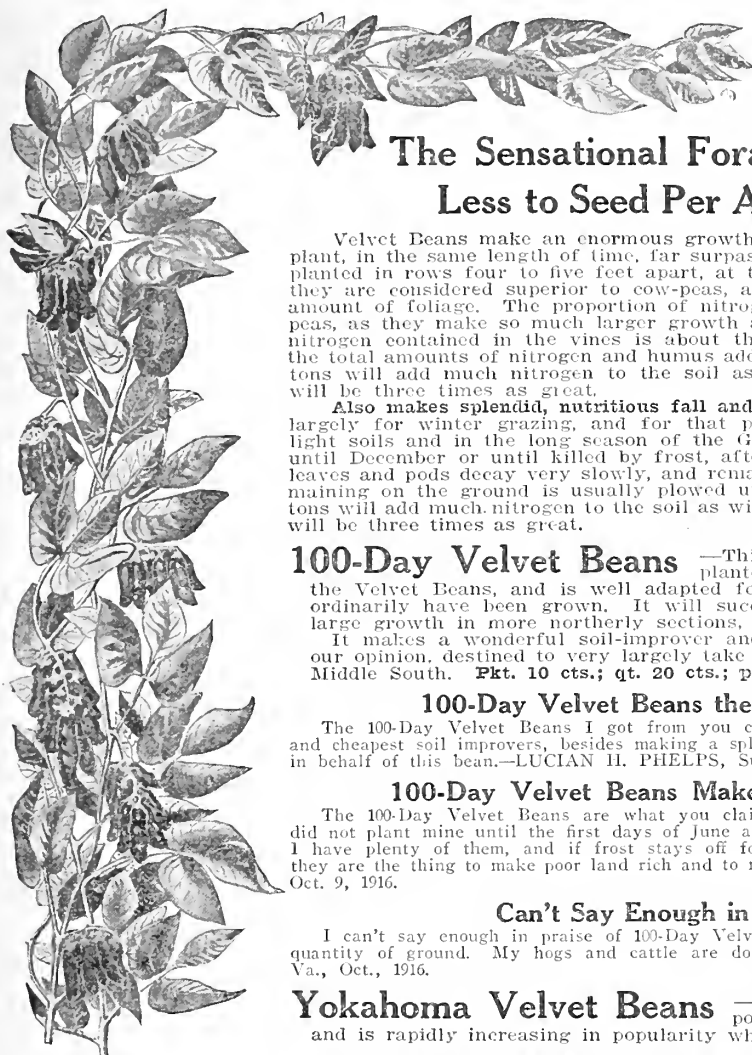 The Sensational Fora
Less to Seed Per A
Velvet Beans make an enormous growth
plant, in the same length of time, far surpas
planted in rows four to five feet apart, at t
they are considered superior to cow-peas, a
amount of foliage. The proportion of nitrog
peas, as they make so much larger growth a
nitrogen contained in the vines is about th
the total amounts of nitrogen and humus add
tons will add much nitrogen to the soil as
will be three times as great.
Also makes splendid, nutritious fall and
largely for winter grazing, and for that p
light soils and in the long season of the G
until December or until killed by frost, aft
leaves and pods decay very slowly, and rema
maining on the ground is usually plowed u
tons will add much nitrogen to the soil as wi
will be three times as great.
100-Day Velvet Beans —Thi
plant
the Velvet Beans, and is well adapted fo
ordinarily have been grown. It will succ
large growth in more northerly sections,
It makes a wonderful soil-improver and
our opinion, destined to very largely take
Middle South. Pkt. 10 cts.; qt. 20 cts.; p
100-Day Velvet Beans the
The 100-Day Velvet Beans I got from you c
and cheapest soil improvers, besides making a spl
in behalf of this bean.—LUCIAN H. PHELPS, Su
100-Day Velvet Beans Make
The 100-Day Velvet Beans are what you clai
did not plant mine until the first days of June a
I have plenty of them, and if frost stays off fo
they are the thing to make poor land rich and to r
Oct. 9, 1916.
Can't Say Enough in
I can't say enough in praise of 100-Day Velv
quantity of ground. My hogs and cattle are do
Va., Oct., 1916.
Yokahoma Velvet Beans —
po
and is rapidly increasing in popularity wh